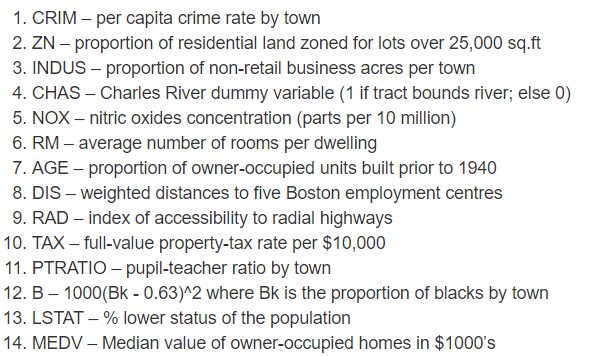 1. CRIM – per capita crime rate by town
2. ZN – proportion of residential land zoned for lots over 25,000 sq.ft
3. INDUS – proportion of non-retail business acres per town
4. CHAS – Charles River dummy variable (1 if tract bounds river; else 0)
5. NOX – nitric oxides concentration (parts per 10 million)
6. RM – average number of rooms per dwelling
7. AGE – proportion of owner-occupied units built prior to 1940
8. DIS – weighted distances to five Boston employment centres
9. RAD – index of accessibility to radial highways
10. TAX – full-value property-tax rate per $10,000
11. PTRATIO – pupil-teacher ratio by town
12. B – 1000(Bk - 0.63)^2 where Bk is the proportion of blacks by town
13. LSTAT – % lower status of the population
14. MEDV – Median value of owner-occupied homes in $1000’s